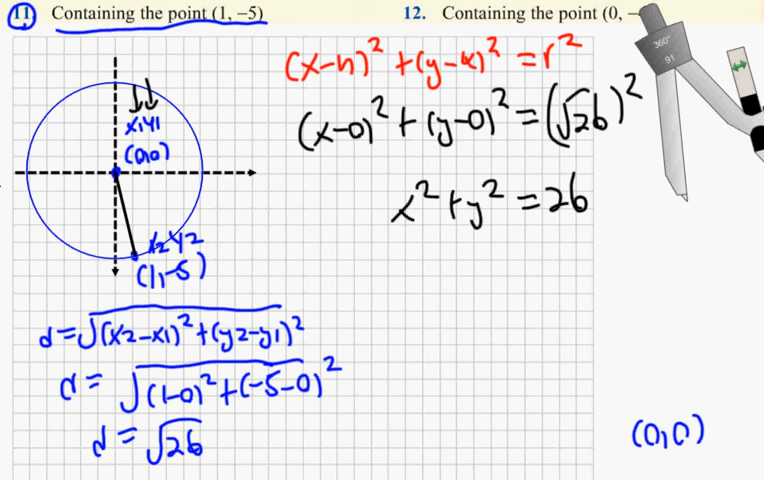 11 Containing the point (1, −5)
12. Containing the point (0, −
(x-h)² + (y-k)² = r²
(x-0)² + (y-0)² = (√26)²
x² + y² = 26
x1y1
(0,0)
x2y2
(1,-5)
d = √(x2-x1)² + (y2-y1)²
d = √(1-0)² + (-5-0)²
d = √26
(0,0)
360°
91